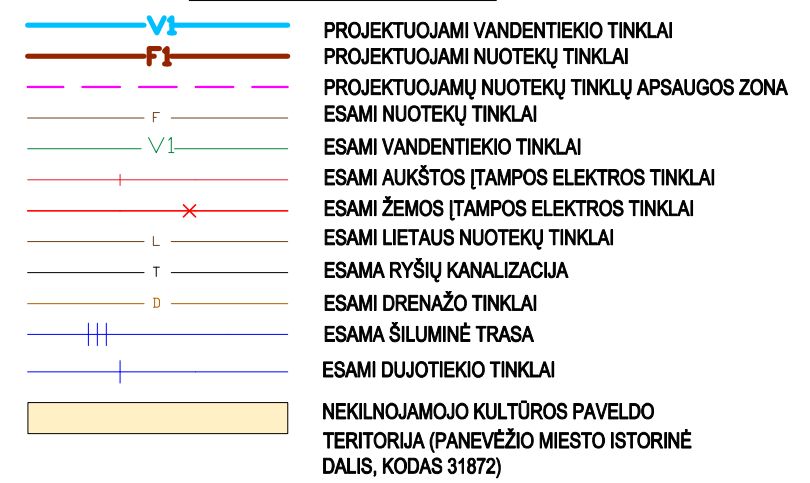 V1 PROJEKTUOJAMI VANDENTIEKIO TINKLAI
F1 PROJEKTUOJAMI NUOTEKŲ TINKLAI
PROJEKTUOJAMŲ NUOTEKŲ TINKLŲ APSAUGOS ZONA
F ESAMI NUOTEKŲ TINKLAI
V1 ESAMI VANDENTIEKIO TINKLAI
ESAMI AUKŠTOS ĮTAMPOS ELEKTROS TINKLAI
ESAMI ŽEMOS ĮTAMPOS ELEKTROS TINKLAI
L ESAMI LIETAUS NUOTEKŲ TINKLAI
T ESAMA RYŠIŲ KANALIZACIJA
D ESAMI DRENAŽO TINKLAI
ESAMA ŠILUMINĖ TRASA
ESAMI DUJOTIEKIO TINKLAI
NEKILNOJAMOJO KULTŪROS PAVELDO
TERITORIJA (PANEVĖŽIO MIESTO ISTORINĖ
DALIS, KODAS 31872)